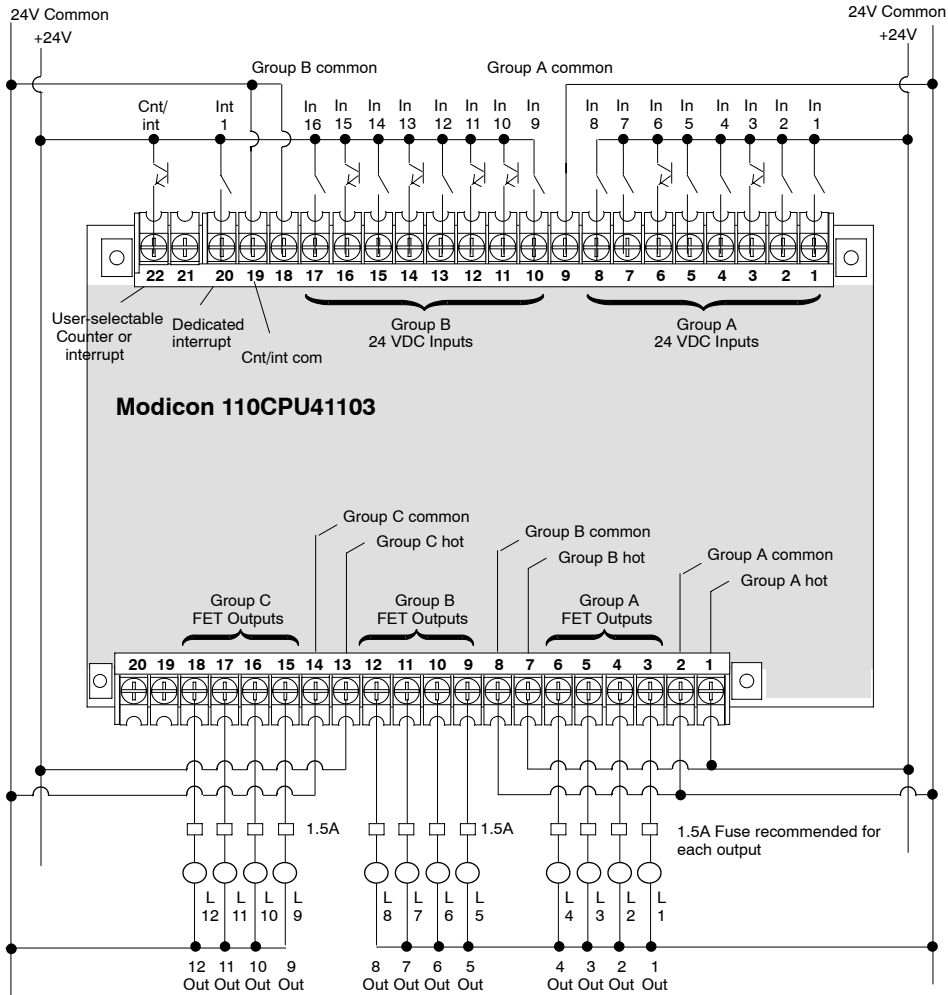 24V Common
24V Common
+24V
+24V
Group B common
Group A common
Cnt/
int
Int
1
In
16
In
15
In
14
In
13
In
12
In
11
In
10
In
9
In
8
In
7
In
6
In
5
In
4
In
3
In
2
In
1
22 21 20 19 18 17 16 15 14 13 12 11 10 9 8 7 6 5 4 3 2 1
User-selectable
Counter or
interrupt
Dedicated
interrupt
Cnt/int com
Group B
24 VDC Inputs
Group A
24 VDC Inputs
Modicon 110CPU41103
Group C common
Group C hot
Group B common
Group B hot
Group A common
Group A hot
Group C
FET Outputs
Group B
FET Outputs
Group A
FET Outputs
20 19 18 17 16 15 14 13 12 11 10 9 8 7 6 5 4 3 2 1
1.5A
1.5A
1.5A Fuse recommended for
each output
L
12
L
11
L
10
L
9
L
8
L
7
L
6
L
5
L
4
L
3
L
2
L
1
12
Out
11
Out
10
Out
9
Out
8
Out
7
Out
6
Out
5
Out
4
Out
3
Out
2
Out
1
Out